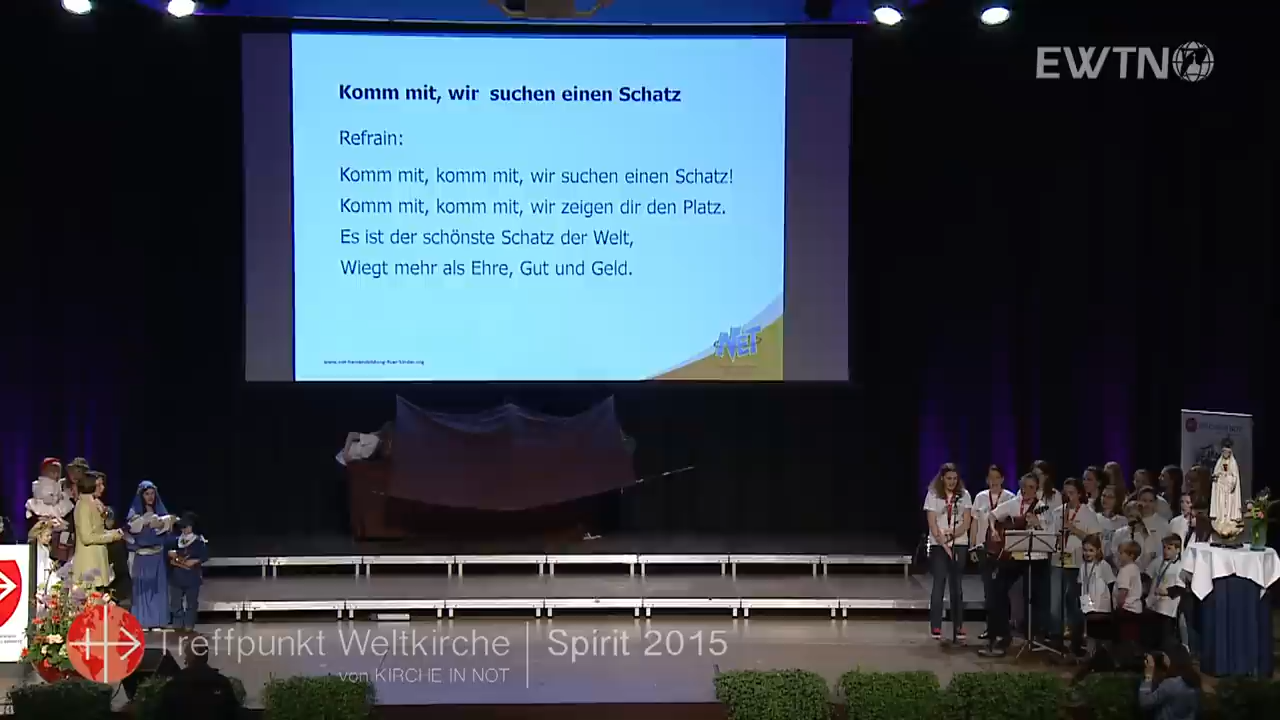 EWTN
Komm mit, wir suchen einen Schatz
Refrain:
Komm mit, komm mit, wir suchen einen Schatz!
Komm mit, komm mit, wir zeigen dir den Platz.
Es ist der schönste Schatz der Welt,
Wiegt mehr als Ehre, Gut und Geld.
NET
Treffpunkt Weltkirche
von KIRCHE IN NOT
Spirit 2015